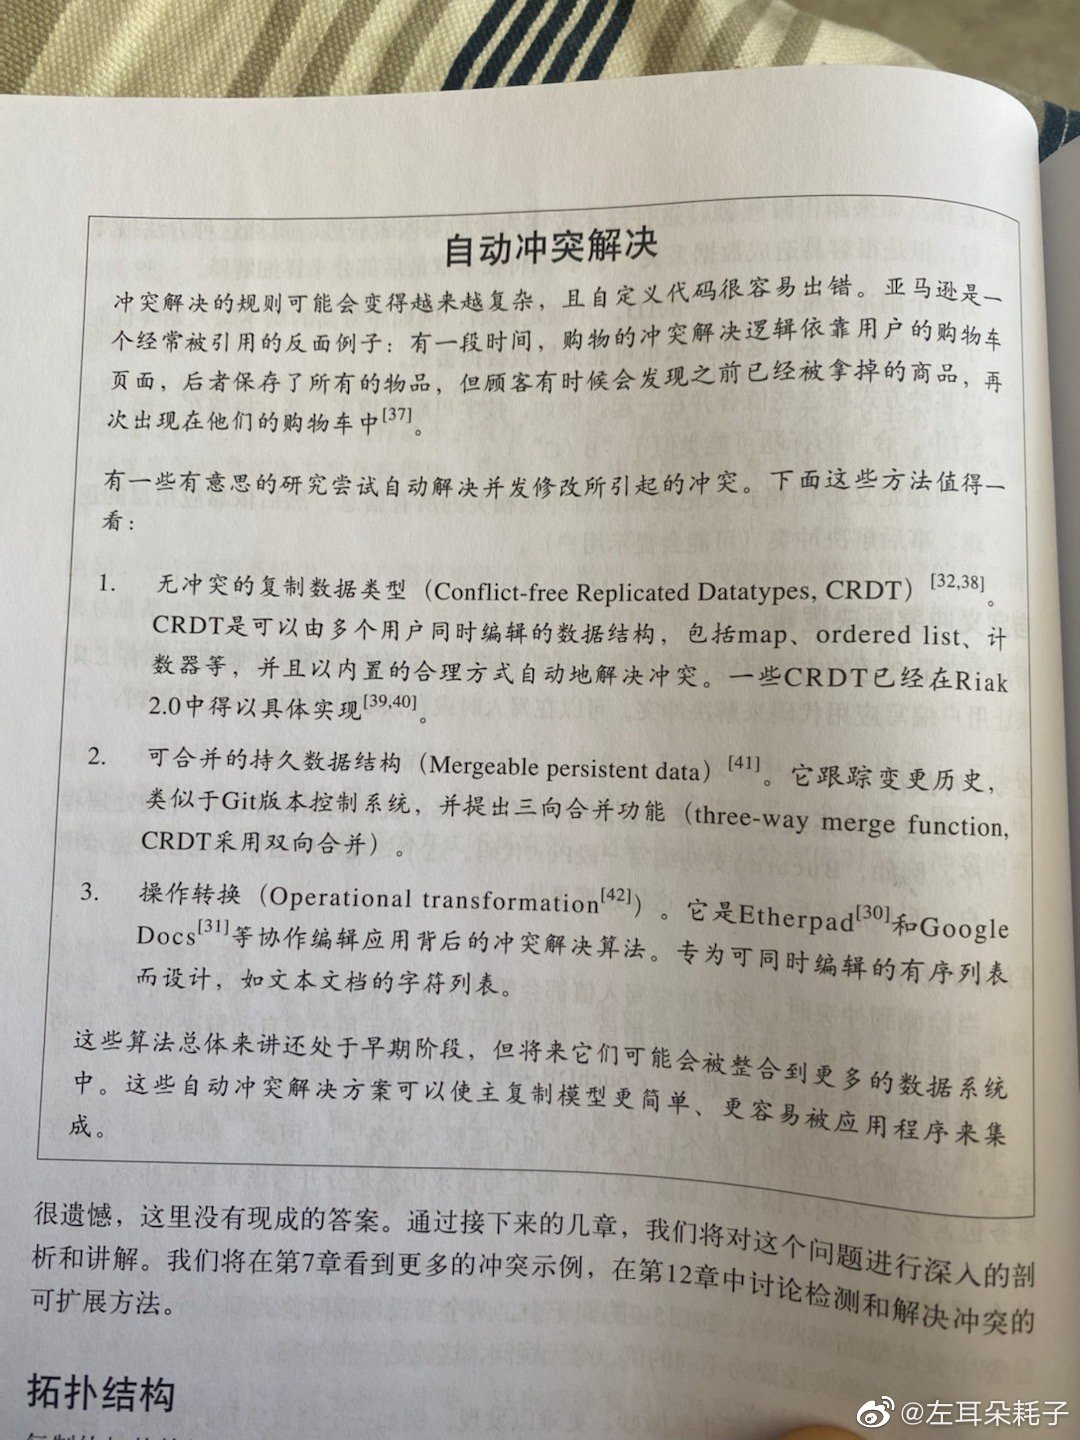 自动冲突解决
冲突解决的规则可能会变得越来越复杂，且自定义代码很容易出错。亚马逊是一
个经常被引用的反面例子：有一段时间，购物的冲突解决逻辑依靠用户的购物车
页面，后者保存了所有的物品，但顾客有时候会发现之前已经被拿掉的商品，再
次出现在他们的购物车中[37]。
有一些有意思的研究尝试自动解决并发修改所引起的冲突。下面这些方法值得一
看：
1. 无冲突的复制数据类型（Conflict-free Replicated Datatypes, CRDT）[32,38]。
CRDT是可以由多个用户同时编辑的数据结构，包括map、ordered list、计
数器等，并且以内置的合理方式自动地解决冲突。一些CRDT已经在Riak
2.0中得以具体实现[39,40]。
2. 可合并的持久数据结构（Mergeable persistent data）[41]。它跟踪变更历史，
类似于Git版本控制系统，并提出三向合并功能（three-way merge function,
CRDT采用双向合并）。
3. 操作转换（Operational transformation[42]）。它是Etherpad[30]和Google
Docs[31]等协作编辑应用背后的冲突解决算法。专为可同时编辑的有序列表
而设计，如文本文档的字符列表。
这些算法总体来讲还处于早期阶段，但将来它们可能会被整合到更多的数据系统
中。这些自动冲突解决方案可以使主复制模型更简单、更容易被应用程序来集
成。
很遗憾，这里没有现成的答案。通过接下来的几章，我们将对这个问题进行深入的剖
析和讲解。我们将在第7章看到更多的冲突示例，在第12章中讨论检测和解决冲突的
可扩展方法。
拓扑结构
@左耳朵耗子